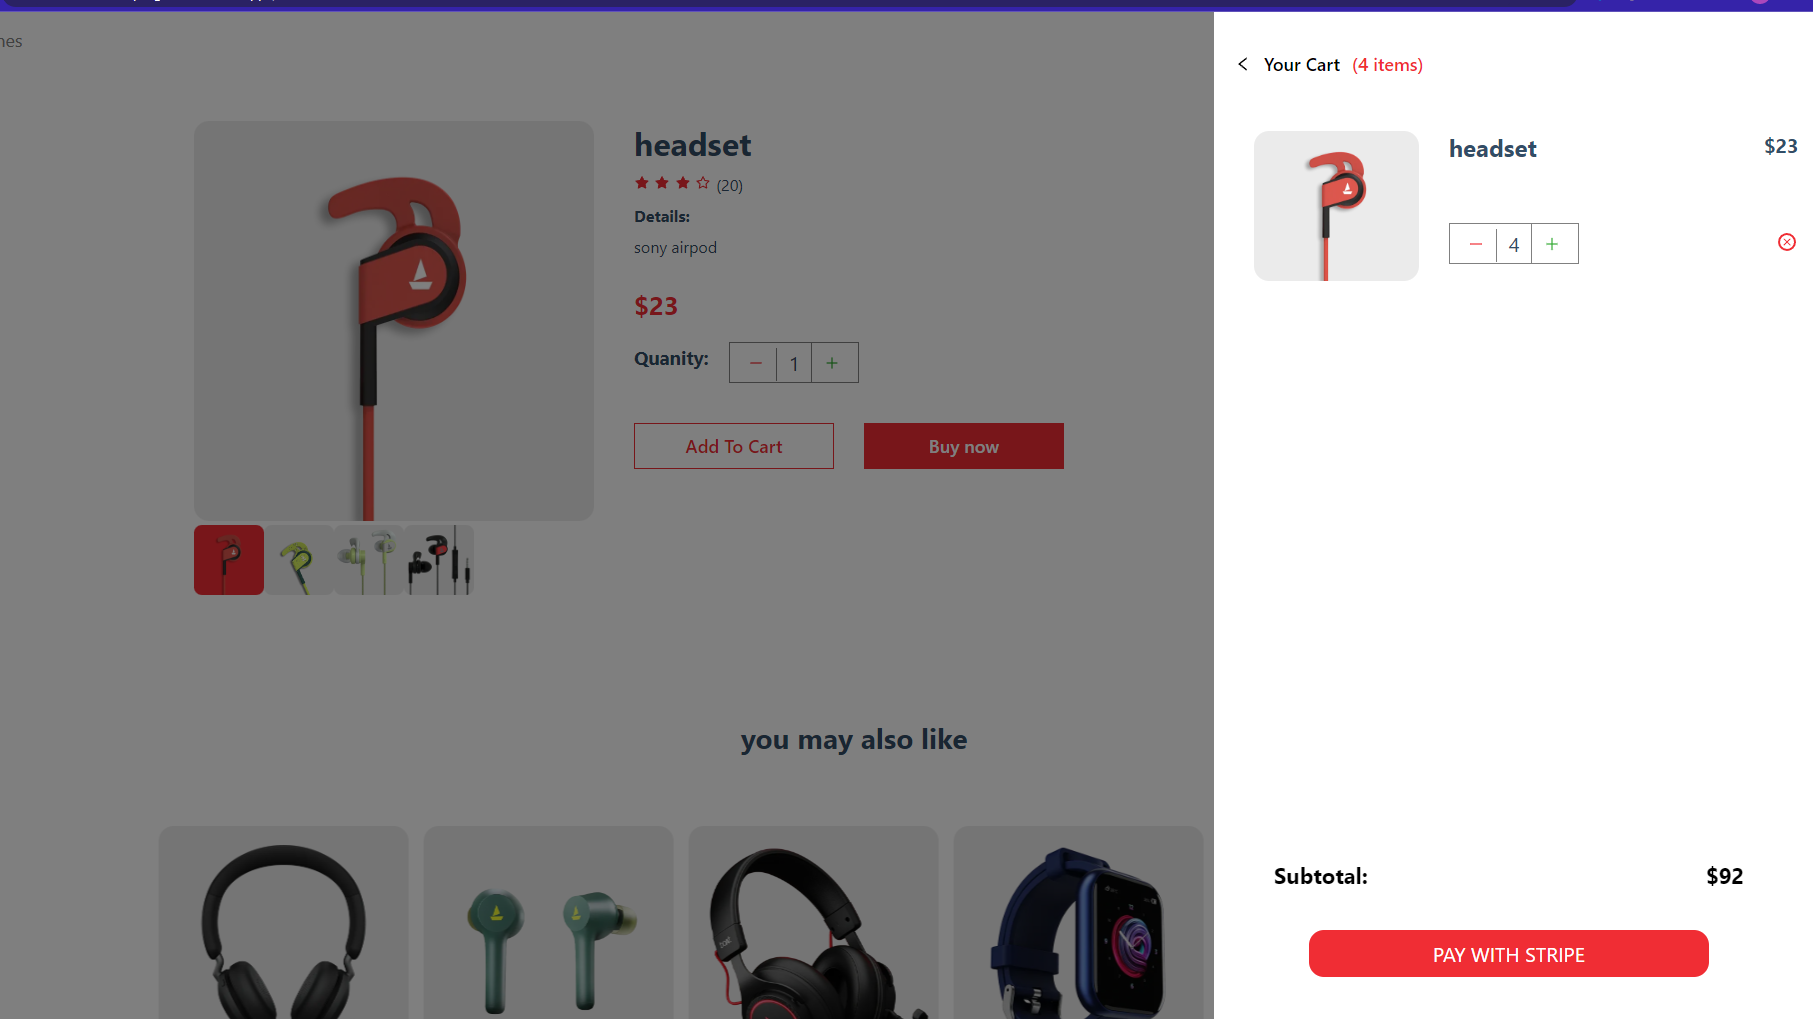 headset
(20)
Details:
sony airpod
$23
Quanity:
1
Add To Cart
Buy now
you may also like
Your Cart (4 items)
headset
$23
4
Subtotal:
$92
PAY WITH STRIPE